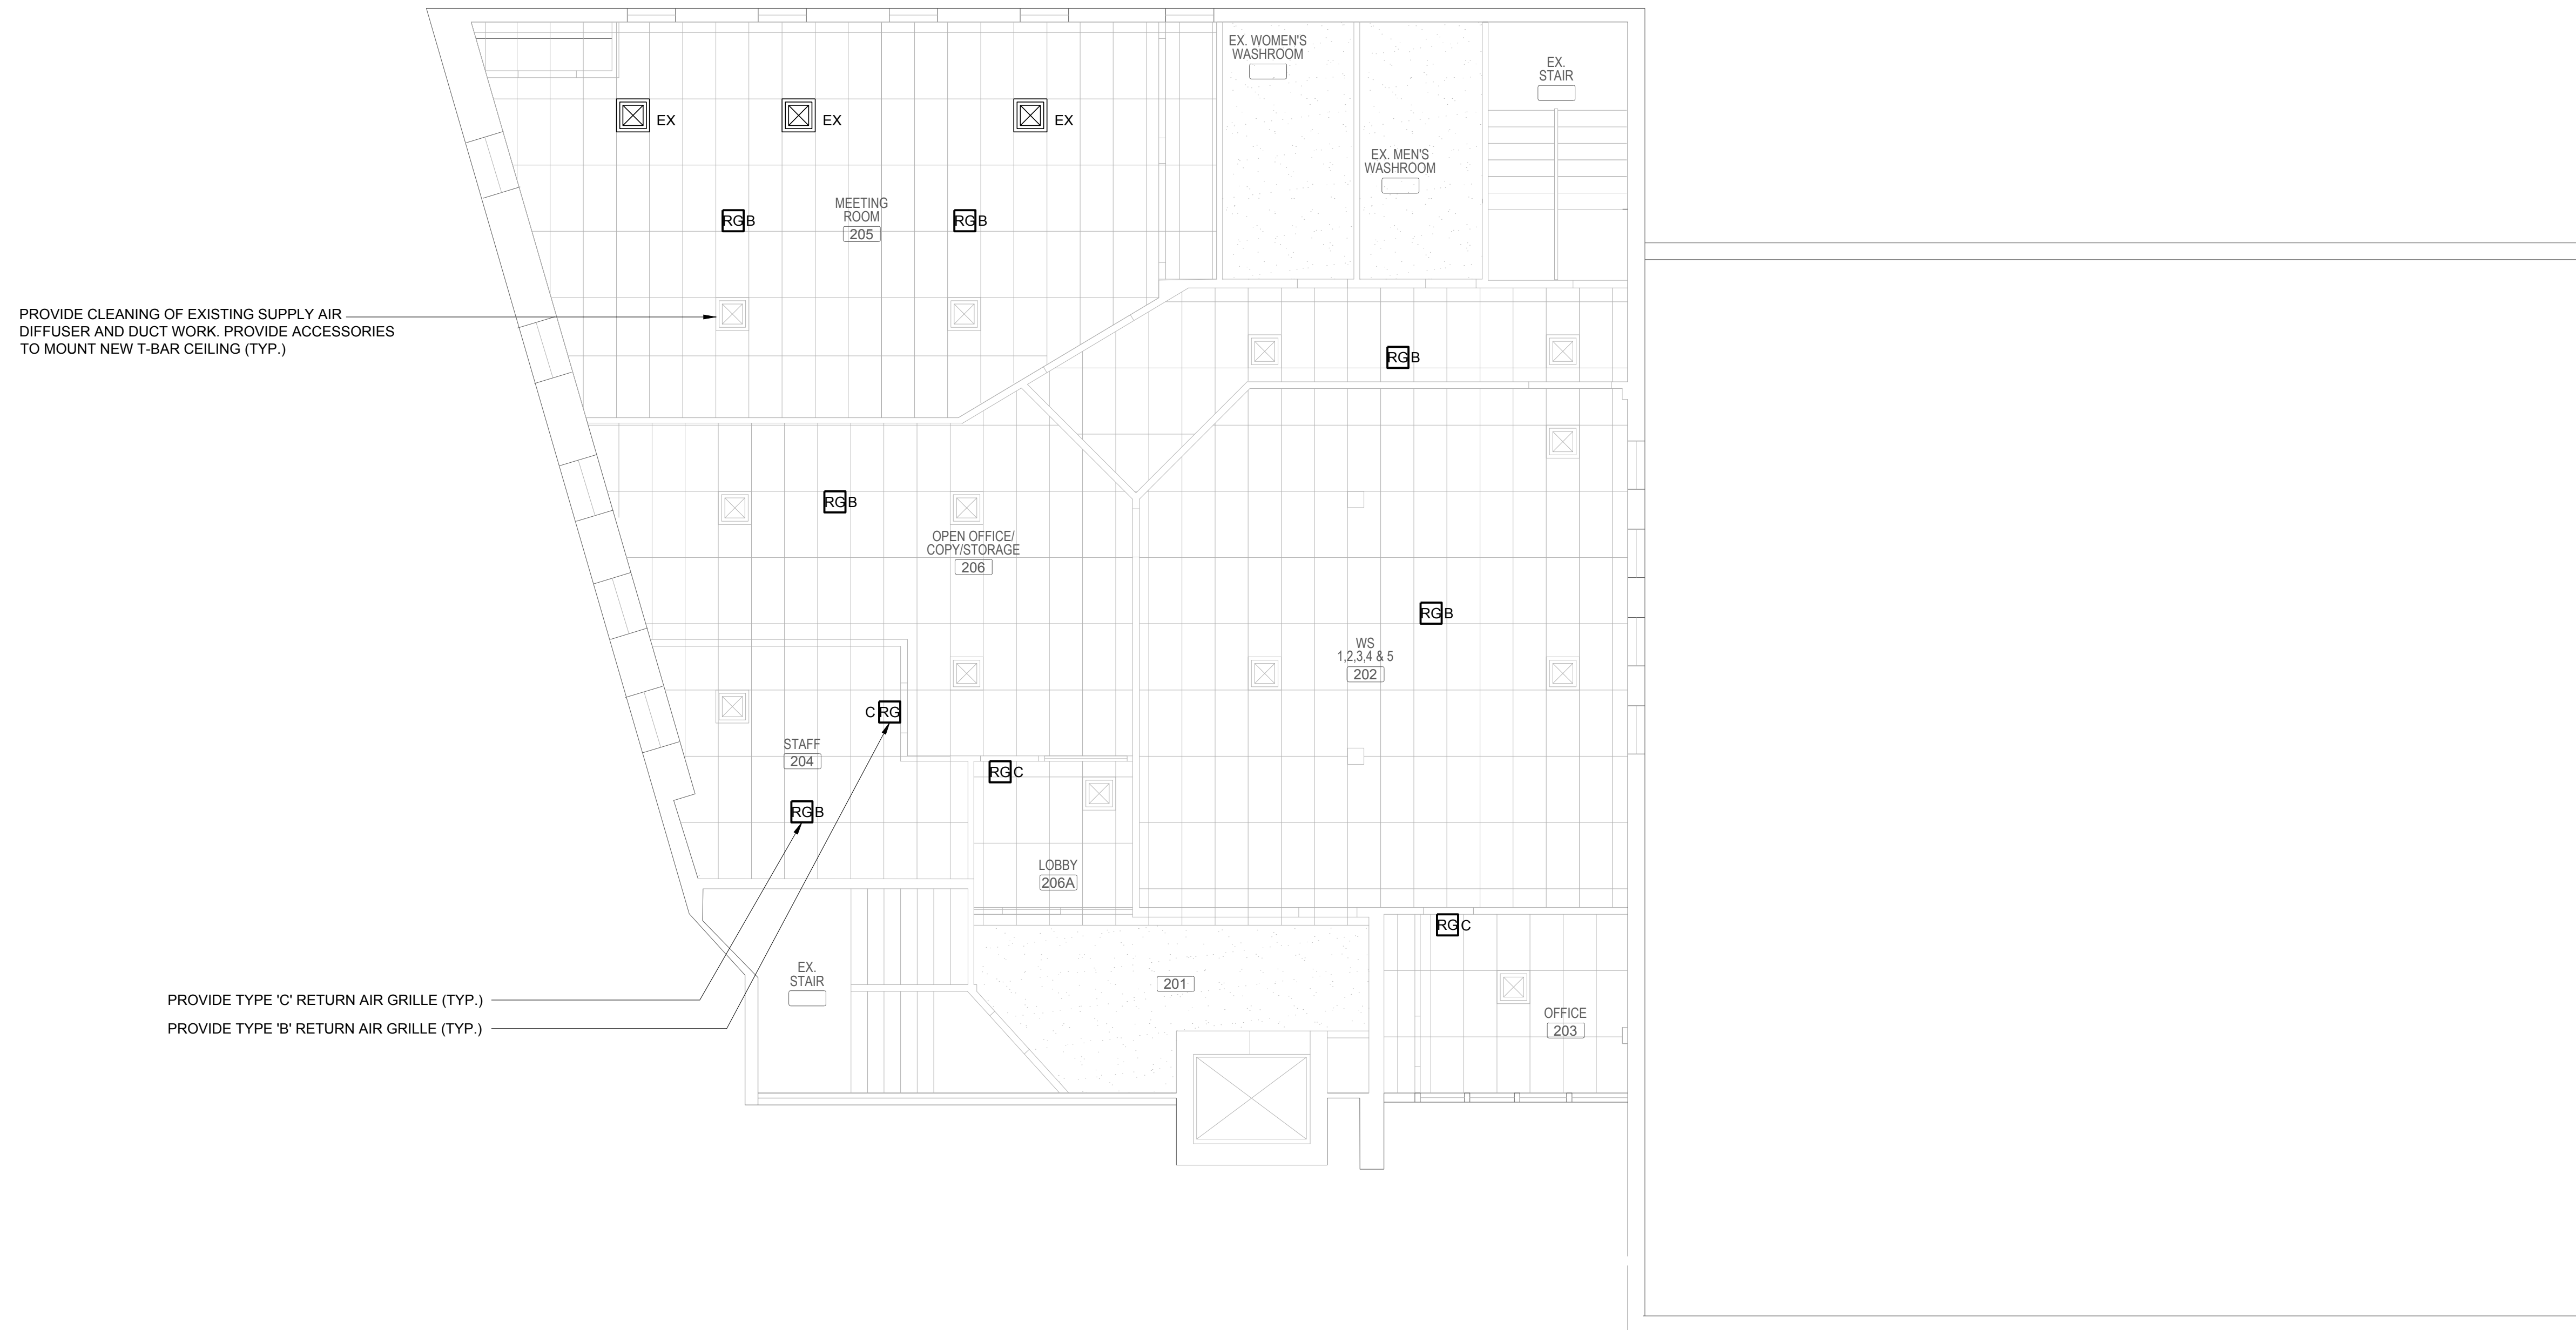 EX. WOMEN'S
WASHROOM
EX.
STAIR
EX
EX
EX
EX. MEN'S
WASHROOM
MEETING
ROOM
205
RG B
RG B
PROVIDE CLEANING OF EXISTING SUPPLY AIR
DIFFUSER AND DUCT WORK. PROVIDE ACCESSORIES
TO MOUNT NEW T-BAR CEILING (TYP.)
RG B
RG B
OPEN OFFICE/
COPY/STORAGE
206
RG B
WS
1,2,3,4 & 5
202
C RG
STAFF
204
RG C
RG B
LOBBY
206A
RG C
EX.
STAIR
201
PROVIDE TYPE 'C' RETURN AIR GRILLE (TYP.)
OFFICE
203
PROVIDE TYPE 'B' RETURN AIR GRILLE (TYP.)